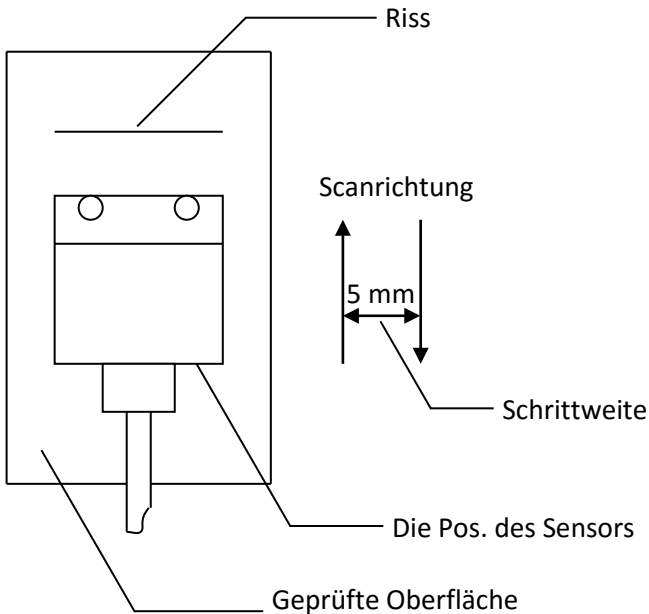 Riss
Scanrichtung
5 mm
Schrittweite
Die Pos. des Sensors
Geprüfte Oberfläche